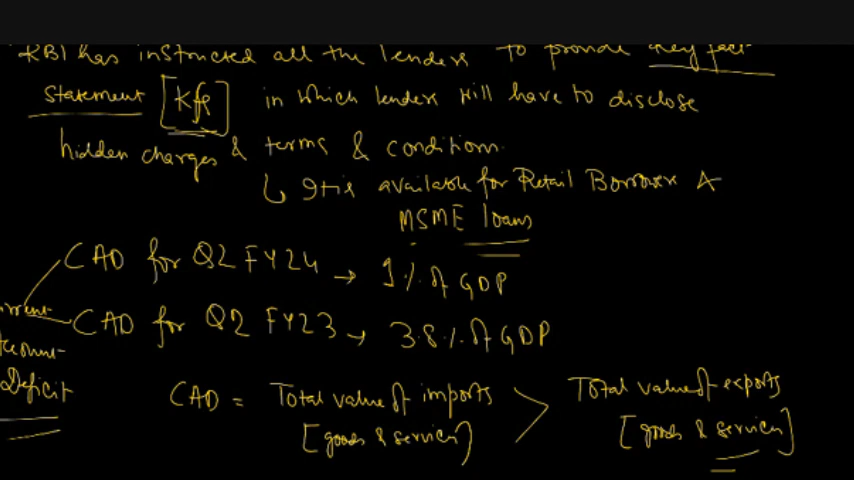 RBI has instructed all the lenders to provide Key fact
Statement [Kfs] in which lenders will have to disclose
hidden charges & terms & conditions.
↳ It is available for Retail Borrower &
MSME loans
CAD for Q2 FY24 → 1% of GDP
CAD for Q2 FY23 → 3.8% of GDP
Deficit
CAD = Total value of imports > Total value of exports
[goods & services] [goods & services]